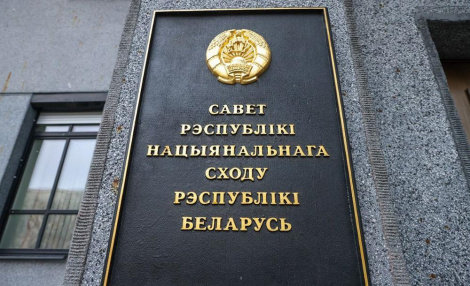 САВЕТ
РЭСПУБЛІКІ
НАЦЫЯНАЛЬНАГА
СХОДУ
РЭСПУБЛІКІ
БЕЛАРУСЬ